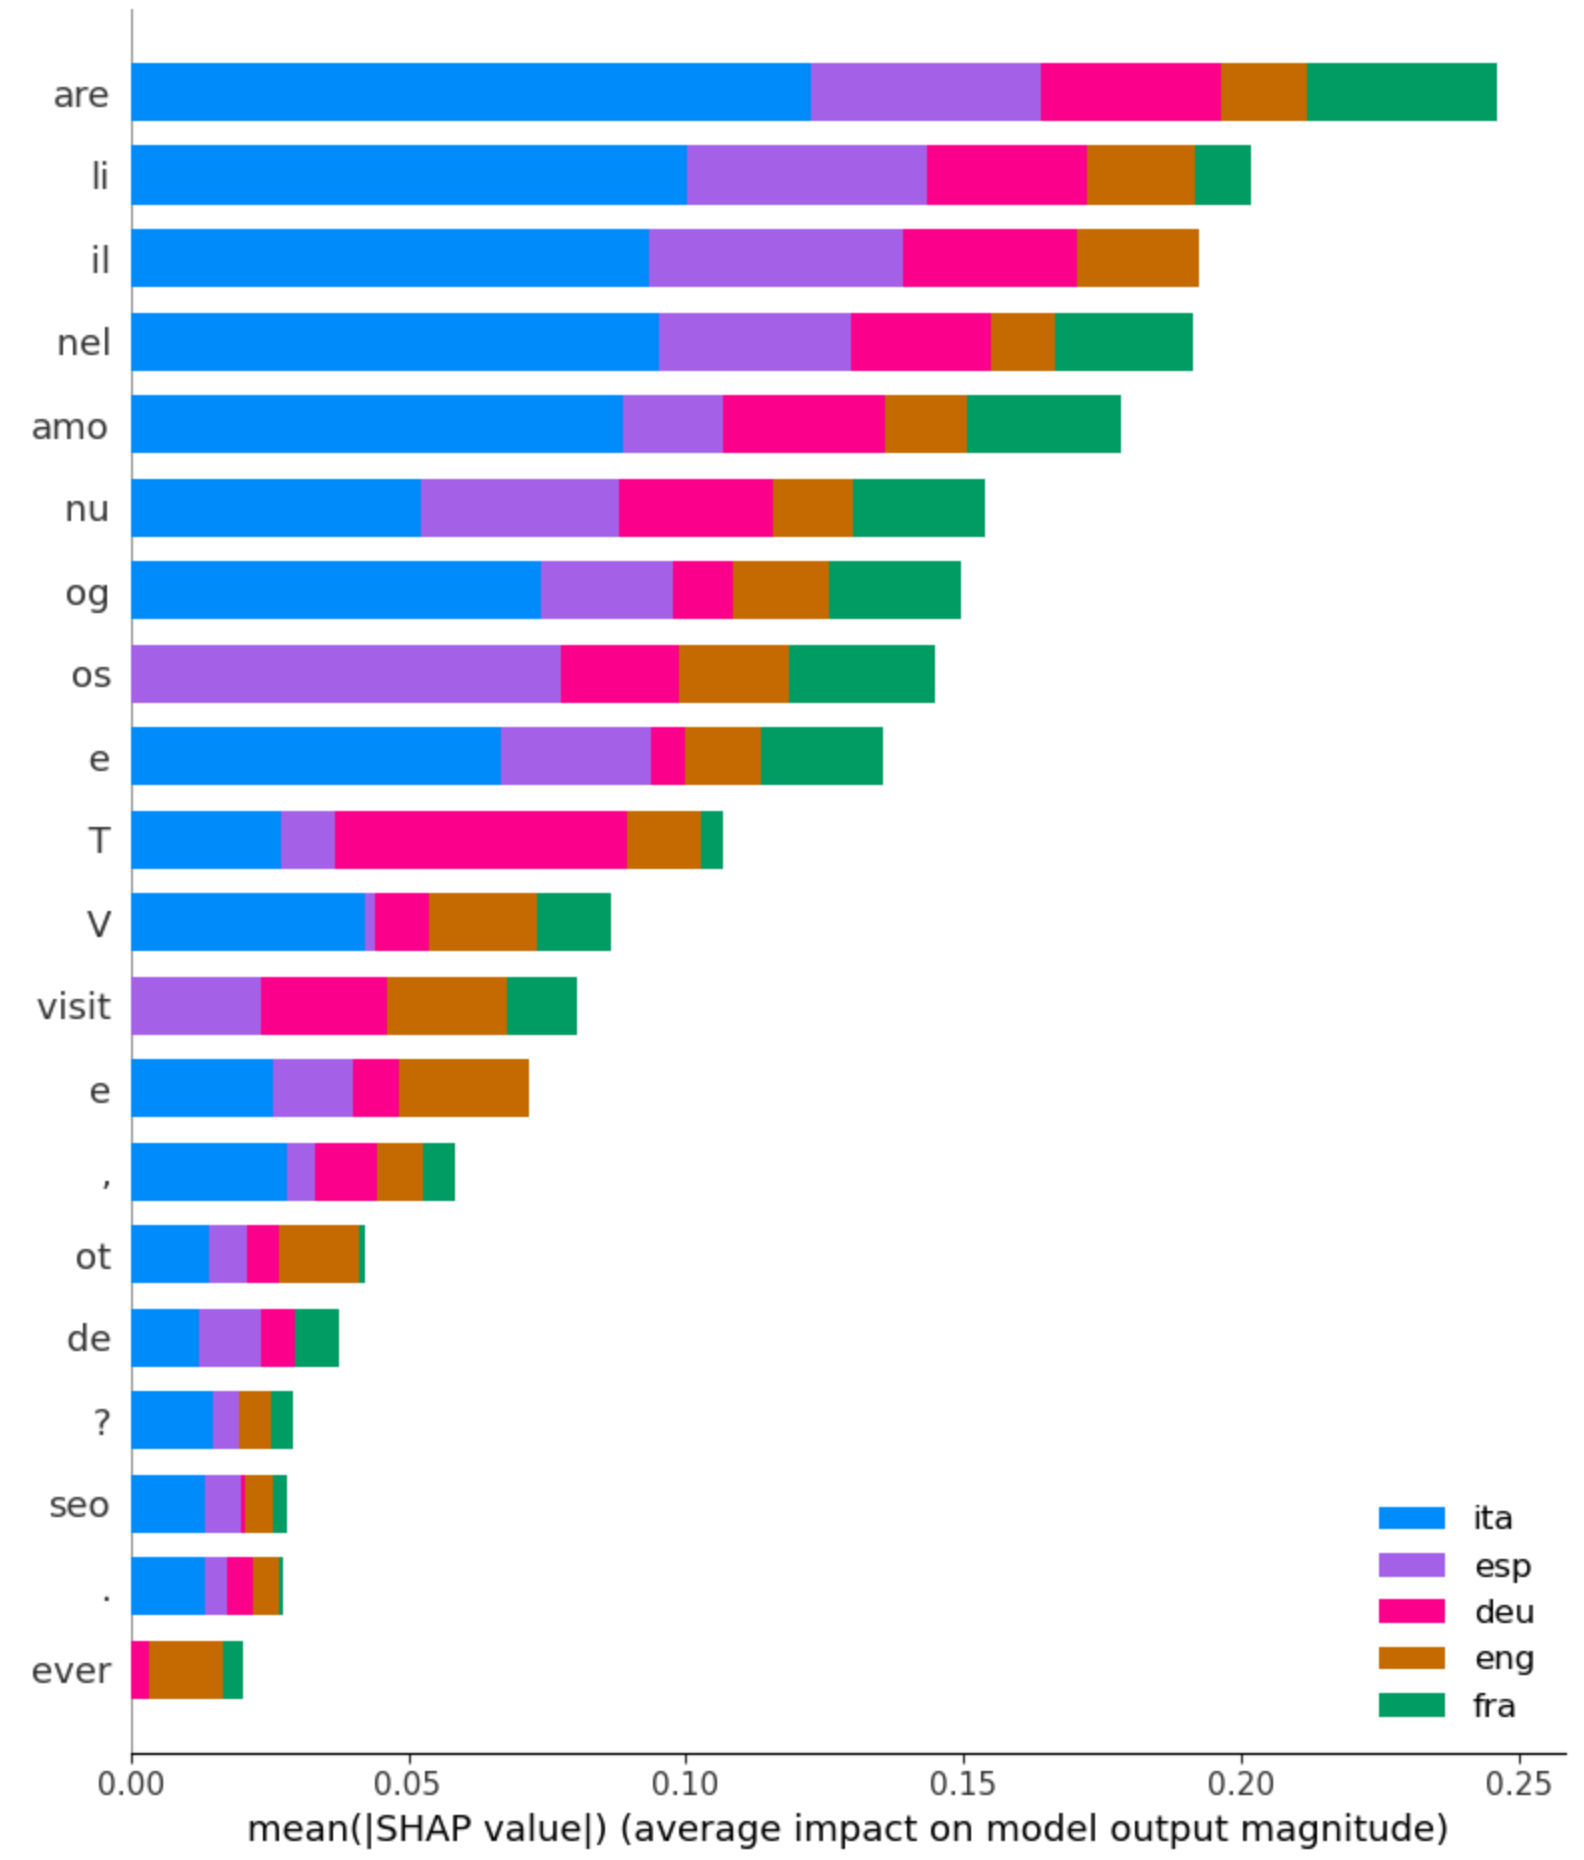 are
li
il
nel
amo
nu
og
os
e
T
V
visit
e
,
ot
de
?
seo
.
ever
ita
esp
deu
eng
fra
0.00 0.05 0.10 0.15 0.20 0.25
mean(|SHAP value|) (average impact on model output magnitude)